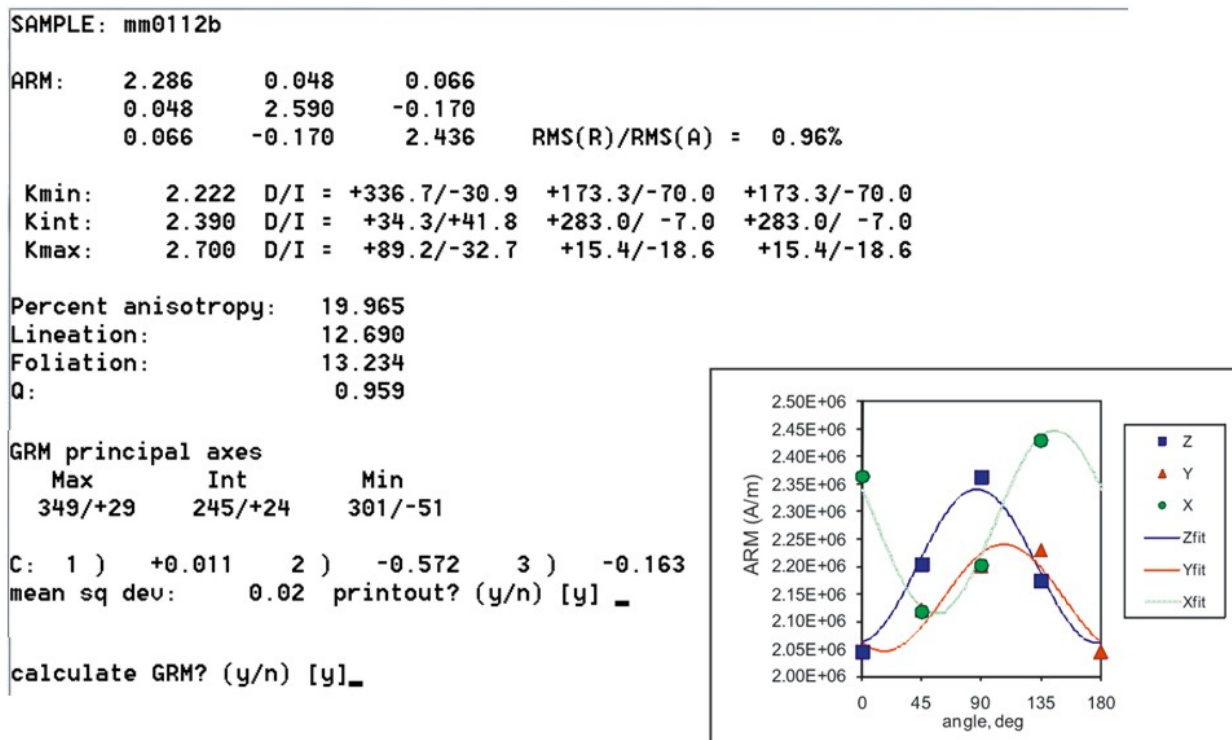 SAMPLE: mm0112b
ARM: 2.286 0.048 0.066
0.048 2.590 -0.170
0.066 -0.170 2.436 RMS(R)/RMS(A) = 0.96%
Kmin: 2.222 D/I = +336.7/-30.9 +173.3/-70.0 +173.3/-70.0
Kint: 2.390 D/I = +34.3/+41.8 +283.0/ -7.0 +283.0/ -7.0
Kmax: 2.700 D/I = +89.2/-32.7 +15.4/-18.6 +15.4/-18.6
Percent anisotropy: 19.965
Lineation: 12.690
Foliation: 13.234
Q: 0.959
GRM principal axes
Max Int Min
349/+29 245/+24 301/-51
C: 1 ) +0.011 2 ) -0.572 3 ) -0.163
mean sq dev: 0.02 printout? (y/n) [y] _
calculate GRM? (y/n) [y]_
ARM (A/m)
2.50E+06
2.45E+06
2.40E+06
2.35E+06
2.30E+06
2.25E+06
2.20E+06
2.15E+06
2.10E+06
2.05E+06
2.00E+06
0 45 90 135 180
angle, deg
Z
Y
X
Zfit
Yfit
Xfit